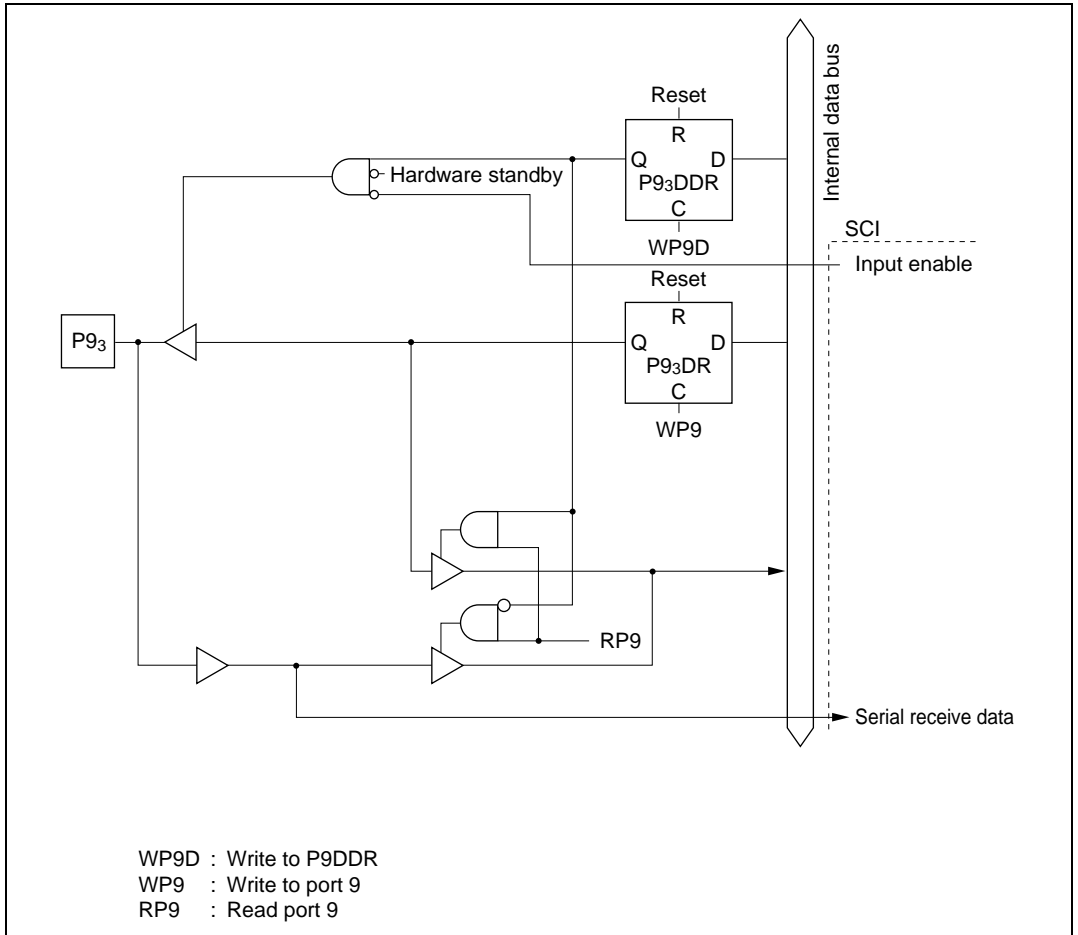 Reset
R
Q D
P9₃DDR
C
WP9D
Hardware standby
Internal data bus
SCI
Input enable
Reset
R
Q D
P9₃DR
C
WP9
P9₃
RP9
Serial receive data
WP9D : Write to P9DDR
WP9 : Write to port 9
RP9 : Read port 9